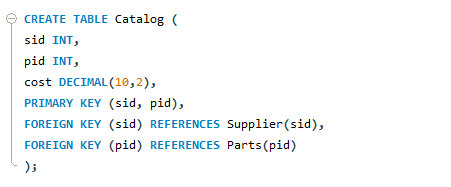 CREATE TABLE Catalog (
sid INT,
pid INT,
cost DECIMAL(10,2),
PRIMARY KEY (sid, pid),
FOREIGN KEY (sid) REFERENCES Supplier(sid),
FOREIGN KEY (pid) REFERENCES Parts(pid)
);